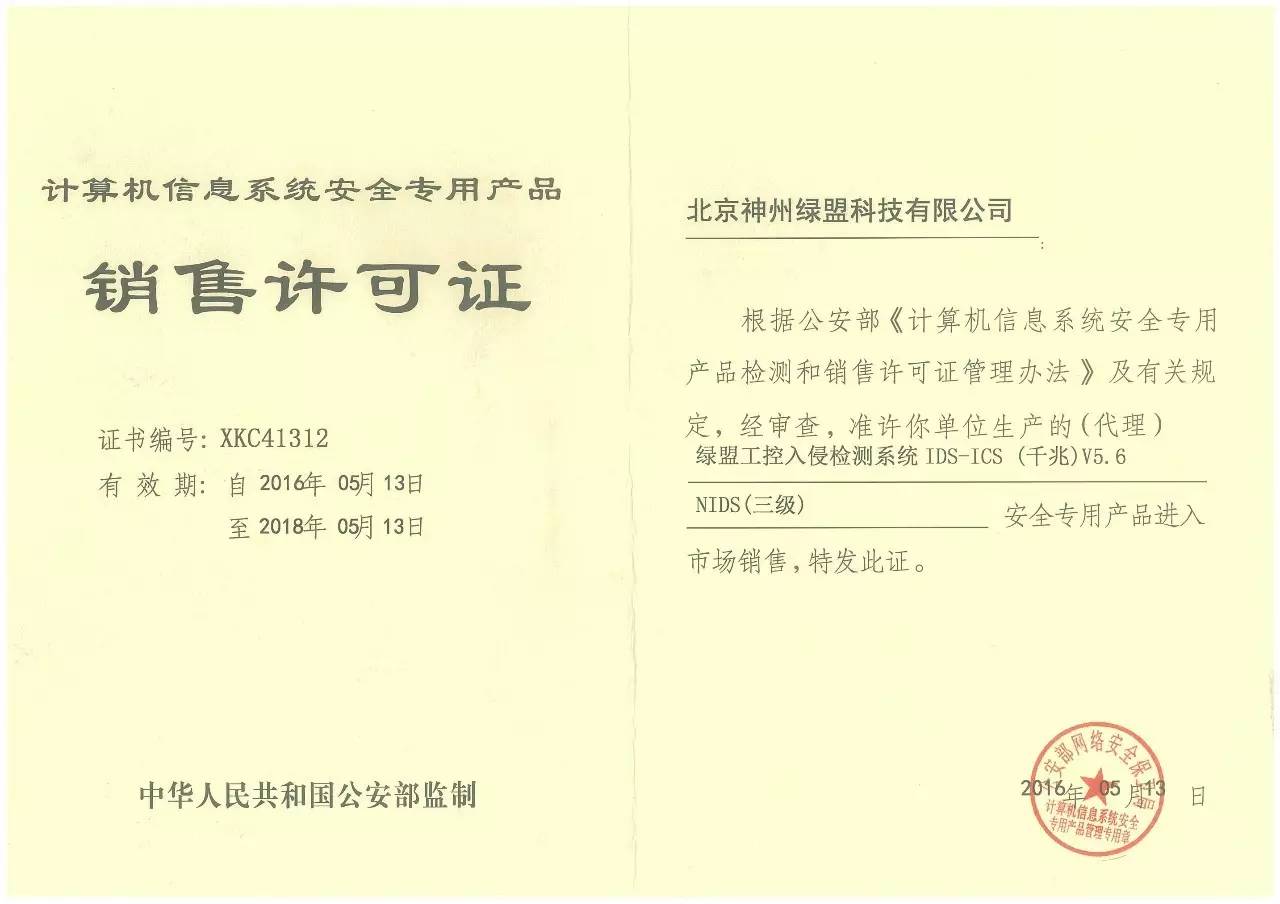 计算机信息系统安全专用产品
销售许可证
证书编号: XKC41312
有 效 期: 自 2016年 05月 13日
至 2018年 05月 13日
中华人民共和国公安部监制
北京神州绿盟科技有限公司
:
根据公安部《计算机信息系统安全专用
产品检测和销售许可证管理办法 》及有关规
定, 经审查, 准许你单位生产的(代理)
绿盟工控入侵检测系统 IDS-ICS (千兆)V5.6
NIDS(三级)
安全专用产品进入
市场销售, 特发此证。
公安部网络安全保卫局
计算机信息系统安全
专用产品管理专用章
2016年 05 月13 日